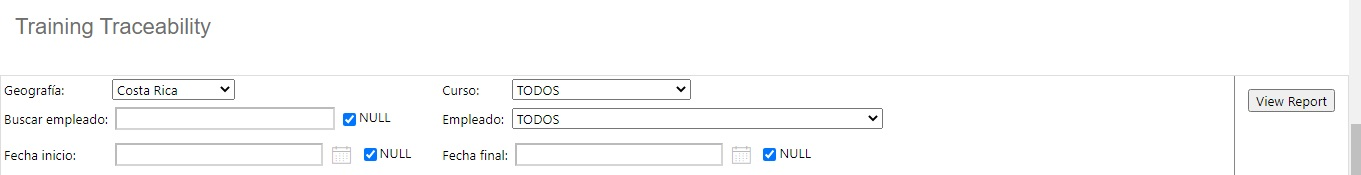 Training Traceability
Geografía: Costa Rica Curso: TODOS View Report
Buscar empleado: NULL Empleado: TODOS
Fecha inicio: NULL Fecha final: NULL